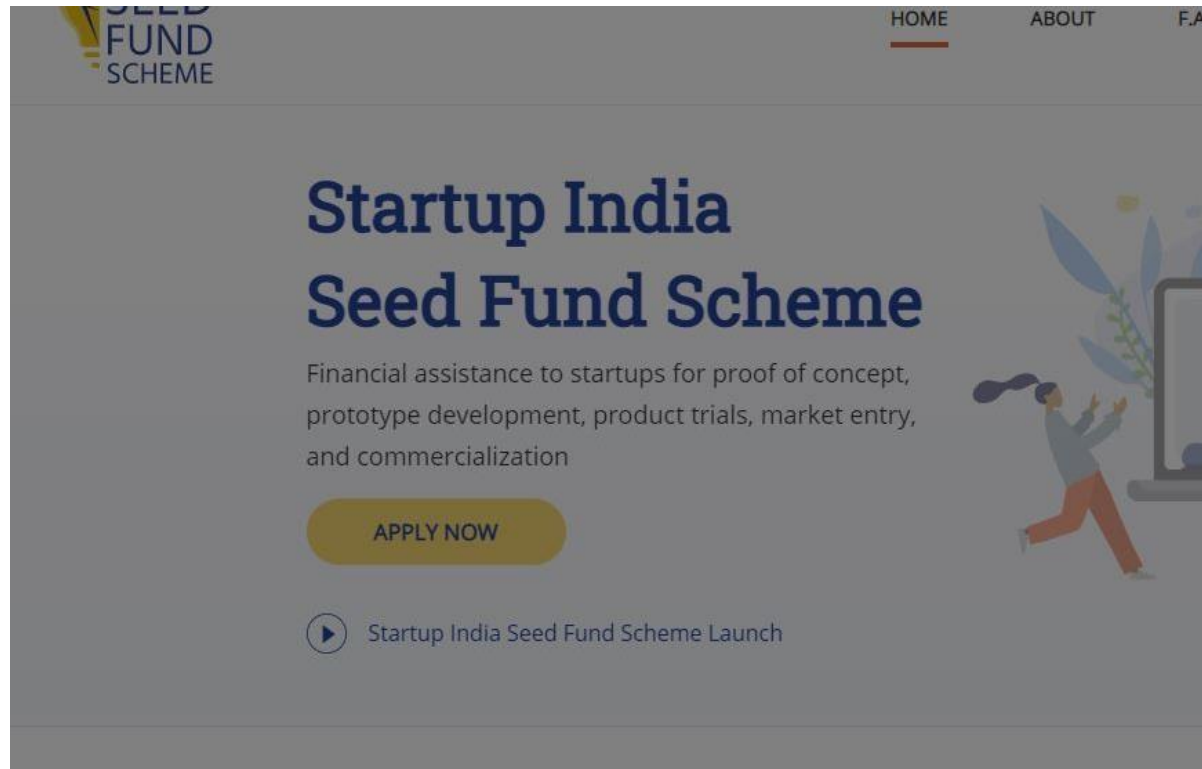 SEED
FUND
SCHEME
HOME
ABOUT
Startup India
Seed Fund Scheme
Financial assistance to startups for proof of concept,
prototype development, product trials, market entry,
and commercialization
APPLY NOW
Startup India Seed Fund Scheme Launch